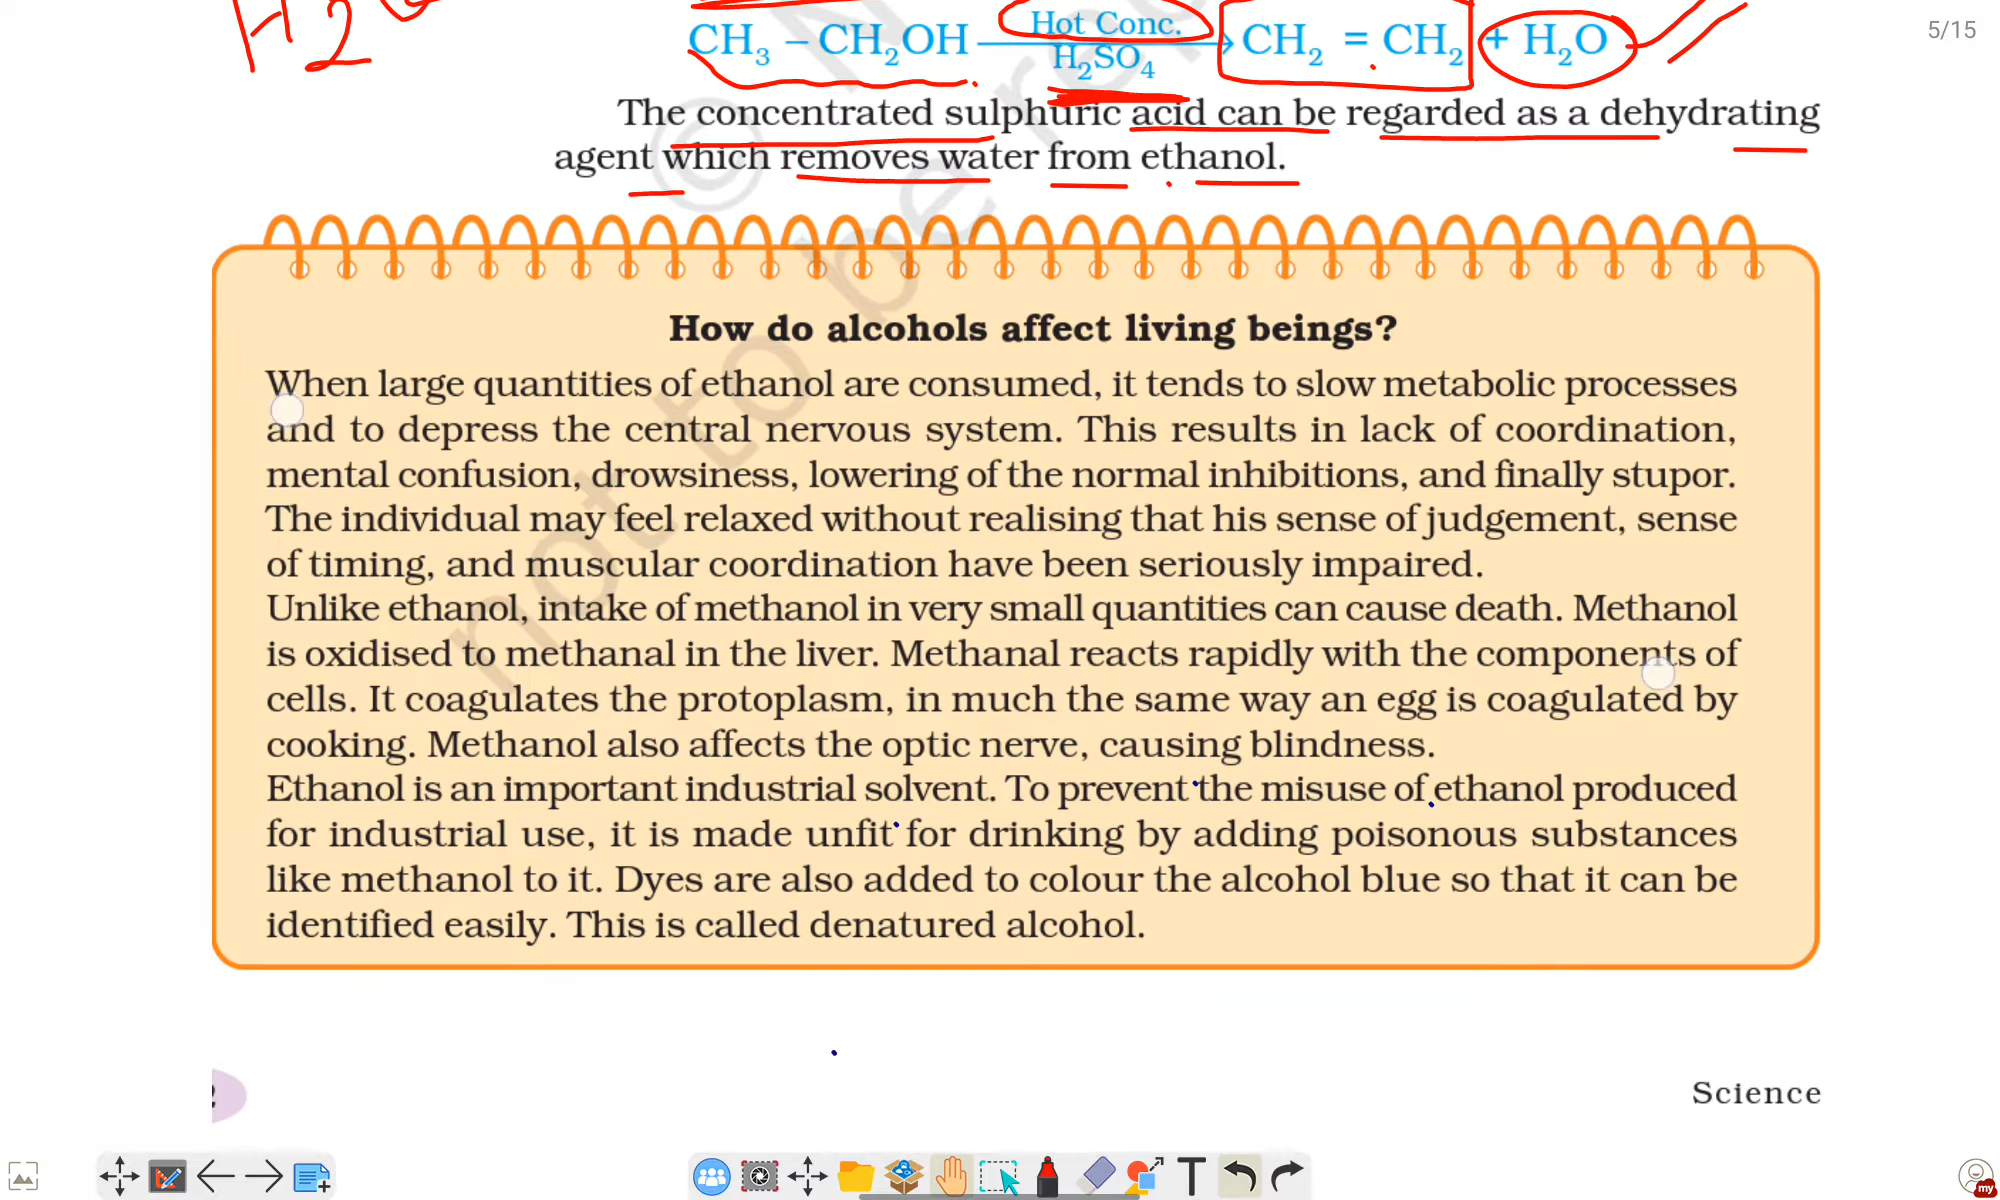 H2
5/15
CH3 – CH2OH Hot Conc. H2SO4 → CH2 = CH2 + H2O
The concentrated sulphuric acid can be regarded as a dehydrating
agent which removes water from ethanol.
How do alcohols affect living beings?
When large quantities of ethanol are consumed, it tends to slow metabolic processes
and to depress the central nervous system. This results in lack of coordination,
mental confusion, drowsiness, lowering of the normal inhibitions, and finally stupor.
The individual may feel relaxed without realising that his sense of judgement, sense
of timing, and muscular coordination have been seriously impaired.
Unlike ethanol, intake of methanol in very small quantities can cause death. Methanol
is oxidised to methanal in the liver. Methanal reacts rapidly with the components of
cells. It coagulates the protoplasm, in much the same way an egg is coagulated by
cooking. Methanol also affects the optic nerve, causing blindness.
Ethanol is an important industrial solvent. To prevent the misuse of ethanol produced
for industrial use, it is made unfit for drinking by adding poisonous substances
like methanol to it. Dyes are also added to colour the alcohol blue so that it can be
identified easily. This is called denatured alcohol.
not to be
Science
T
my